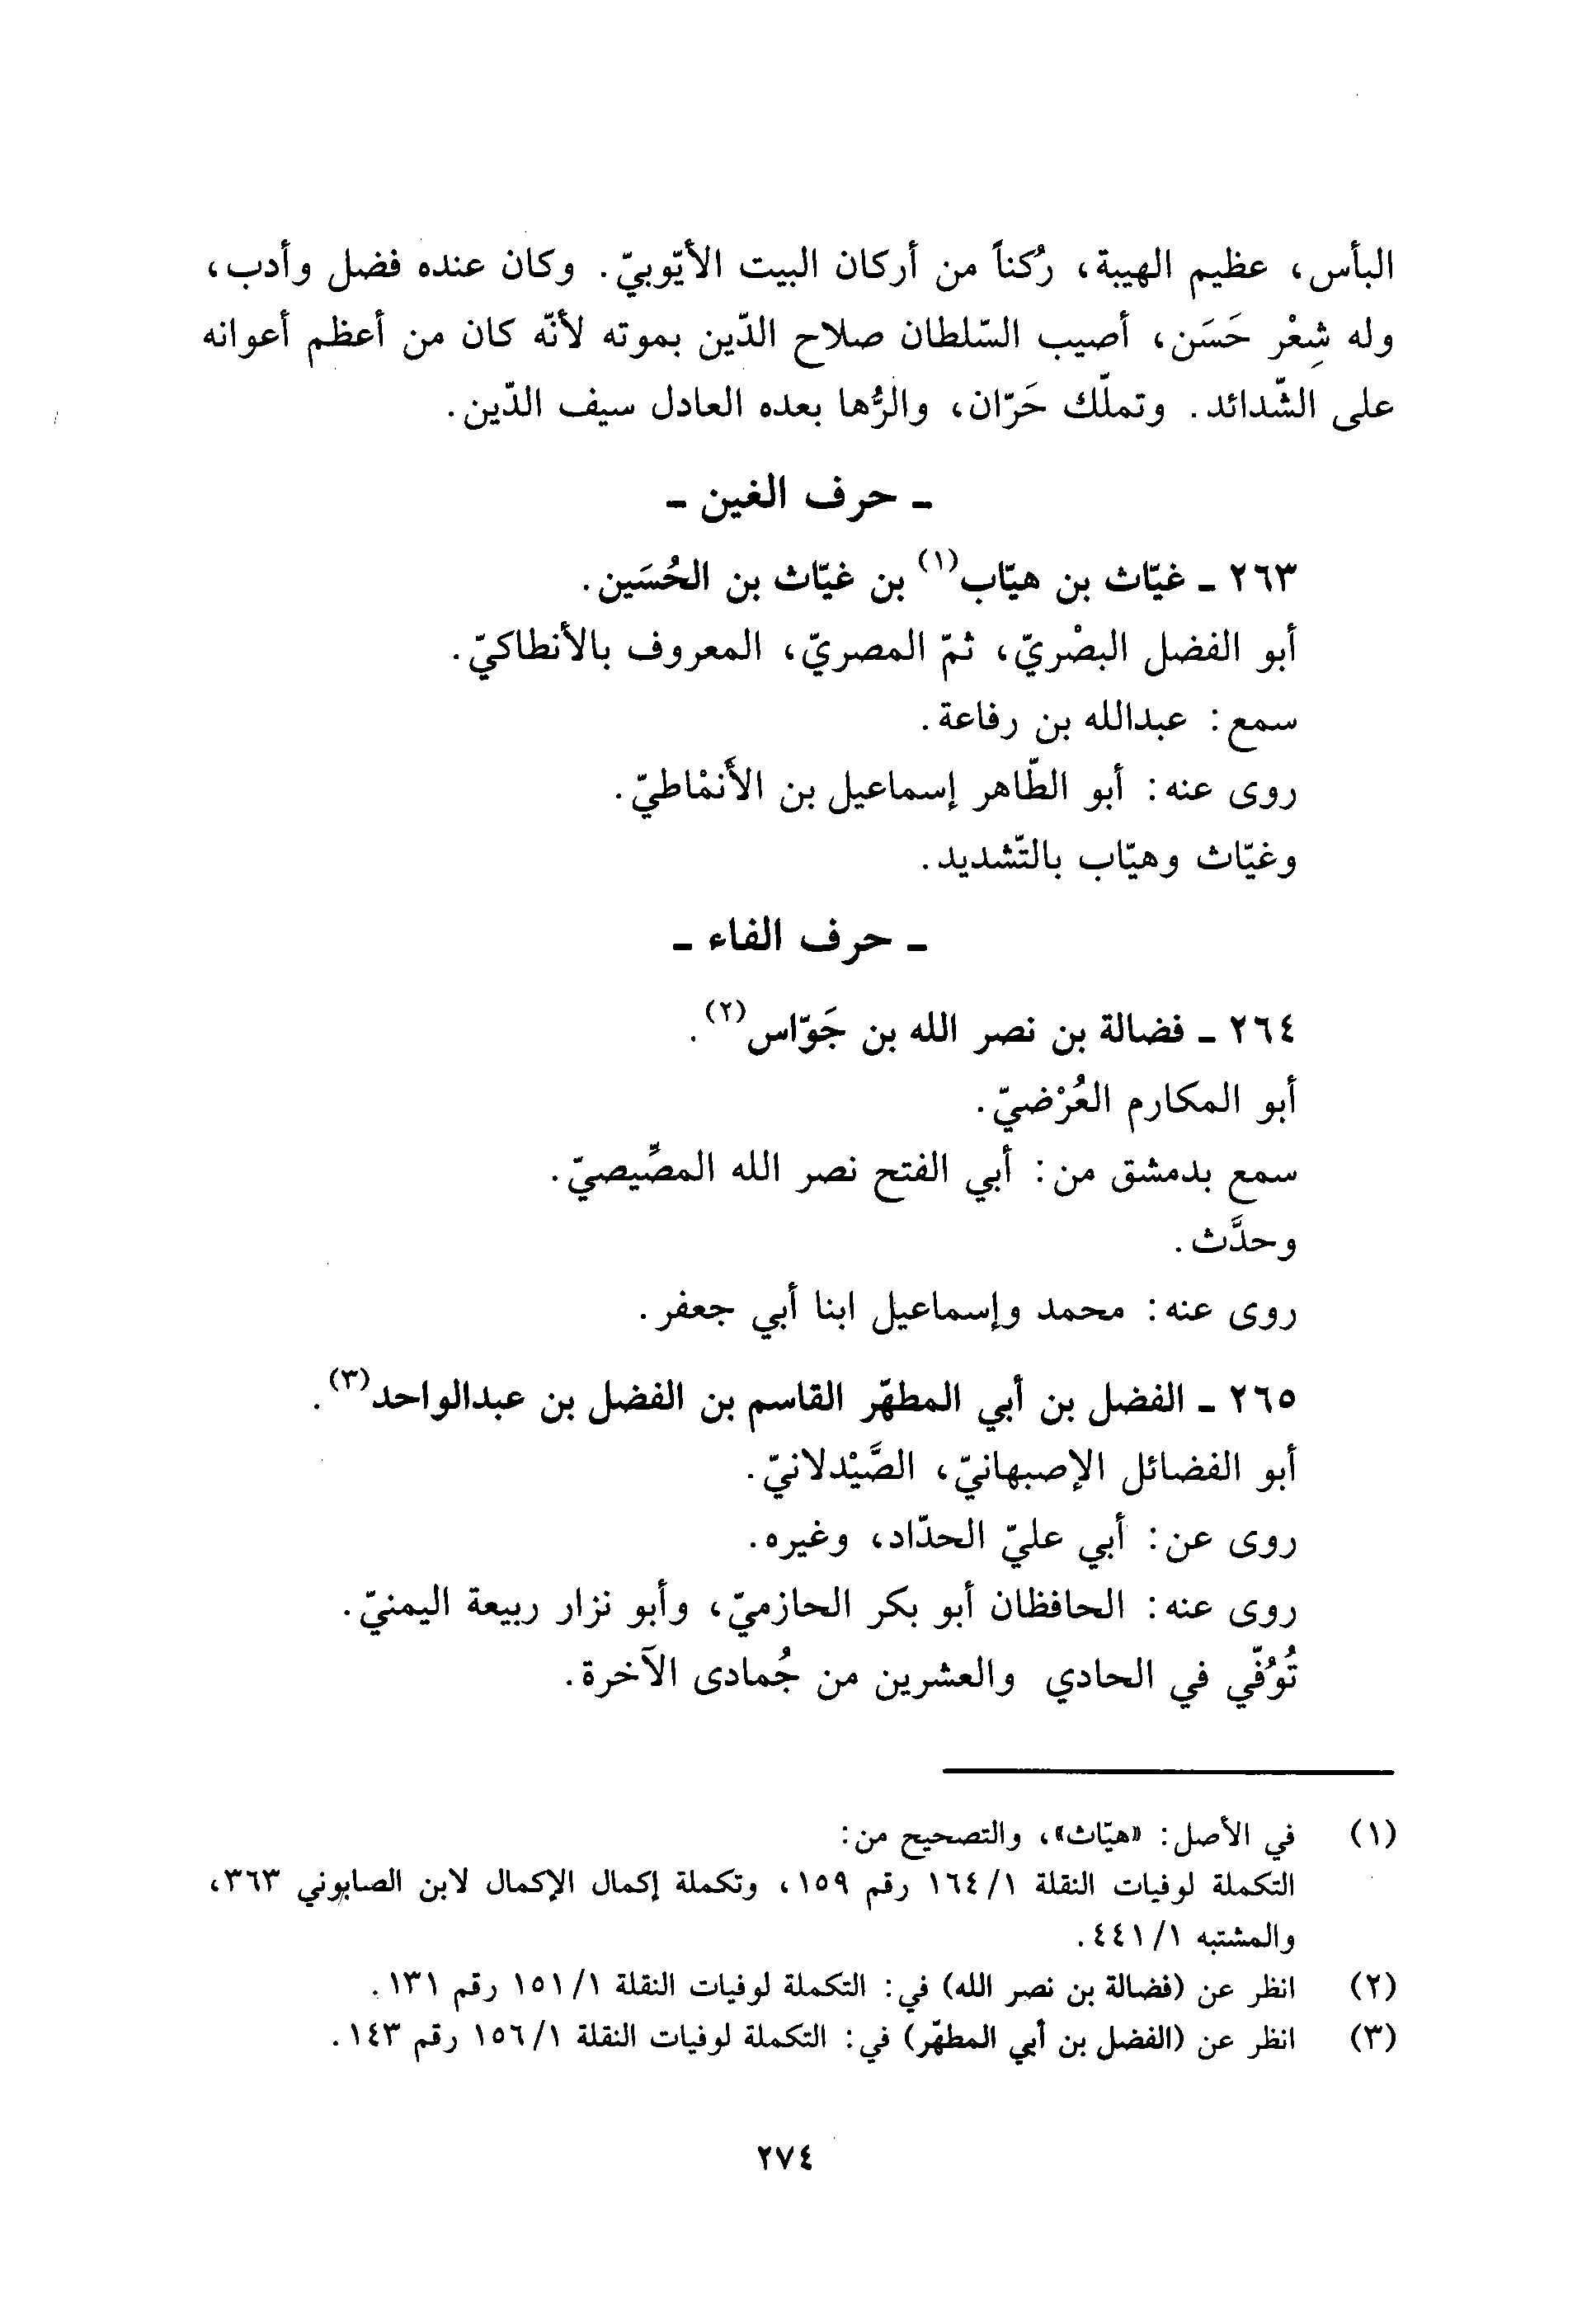 البأس، عظيم الهيبة، رُكناً من أركان البيت الأيّوبيّ. وكان عنده فضل وأدب،
وله شِعْر حَسَن، أصيب السّلطان صلاح الدّين بموته لأنّه كان من أعظم أعوانه
على الشّدائد. وتملّك حَرّان، والرُّها بعده العادل سيف الدّين.
ـ حرف الغين ـ
٢٦٣ ـ غيّاث بن هيّاب(١) بن غيّاث بن الحُسَين.
أبو الفضل البصْريّ، ثمّ المصريّ، المعروف بالأنطاكيّ.
سمع: عبدالله بن رفاعة.
روى عنه: أبو الطّاهر إسماعيل بن الأَنمْاطيّ.
وغيّاث وهيّاب بالتّشديد.
ـ حرف الفاء ـ
٢٦٤ ـ فضالة بن نصر الله بن جَوّاس(٢).
أبو المكارم العُرْضيّ.
سمع بدمشق من: أبي الفتح نصر الله المصِّيصيّ.
وحدَّث.
روى عنه: محمد وإسماعيل ابنا أبي جعفر.
٢٦٥ ـ الفضل بن أبي المطهّر القاسم بن الفضل بن عبدالواحد(٣).
أبو الفضائل الإصبهانيّ، الصَّيْدلانيّ.
روى عن: أبي عليّ الحدّاد، وغيره.
روى عنه: الحافظان أبو بكر الحازميّ، وأبو نزار ربيعة اليمنيّ.
تُوُفّي في الحادي والعشرين من جُمادى الآخرة.
(١) في الأصل: «هيّاث»، والتصحيح من:
التكملة لوفيات النقلة ١/١٦٤ رقم ١٥٩، وتكملة إكمال الإكمال لابن الصابوني ٣٦٣،
والمشتبه ١/٤٤١.
(٢) انظر عن (فضالة بن نصر الله) في: التكملة لوفيات النقلة ١/١٥١ رقم ١٣١.
(٣) انظر عن (الفضل بن أبي المطهّر) في: التكملة لوفيات النقلة ١/١٥٦ رقم ١٤٣.
٢٧٤